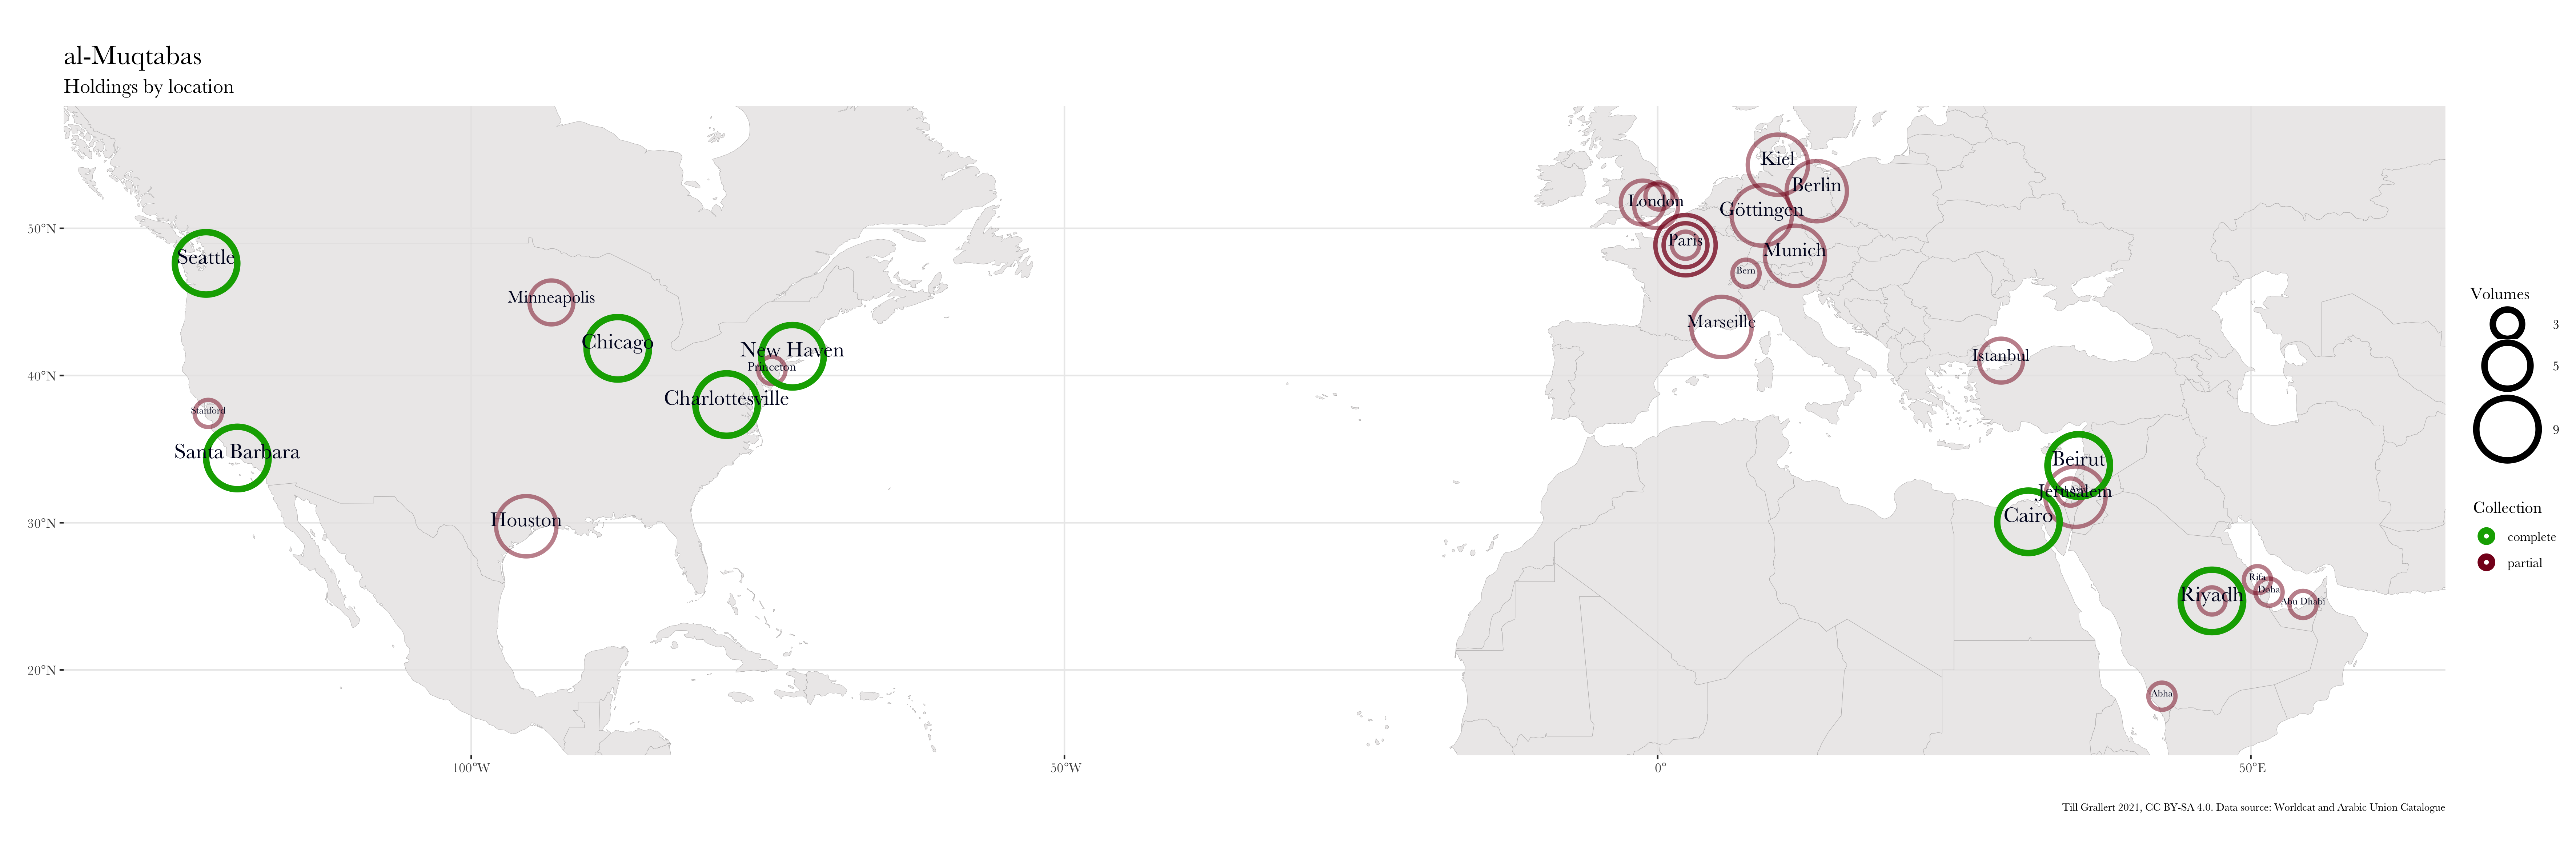 al-Muqtabas
Holdings by location
Kiel
Berlin
London
Göttingen
50°N
Paris
Munich
Seattle
Bern
Minneapolis
Volumes
Marseille
3
Chicago
New Haven
Istanbul
Princeton
5
40°N
Charlottesville
Stanford
9
Santa Barbara
Beirut
Jerusalem
Collection
Houston
Cairo
30°N
complete
partial
Rifa
Doha
Riyadh
Abu Dhabi
20°N
Abha
100°W
50°W
0°
50°E
Till Grallert 2021, CC BY-SA 4.0. Data source: Worldcat and Arabic Union Catalogue